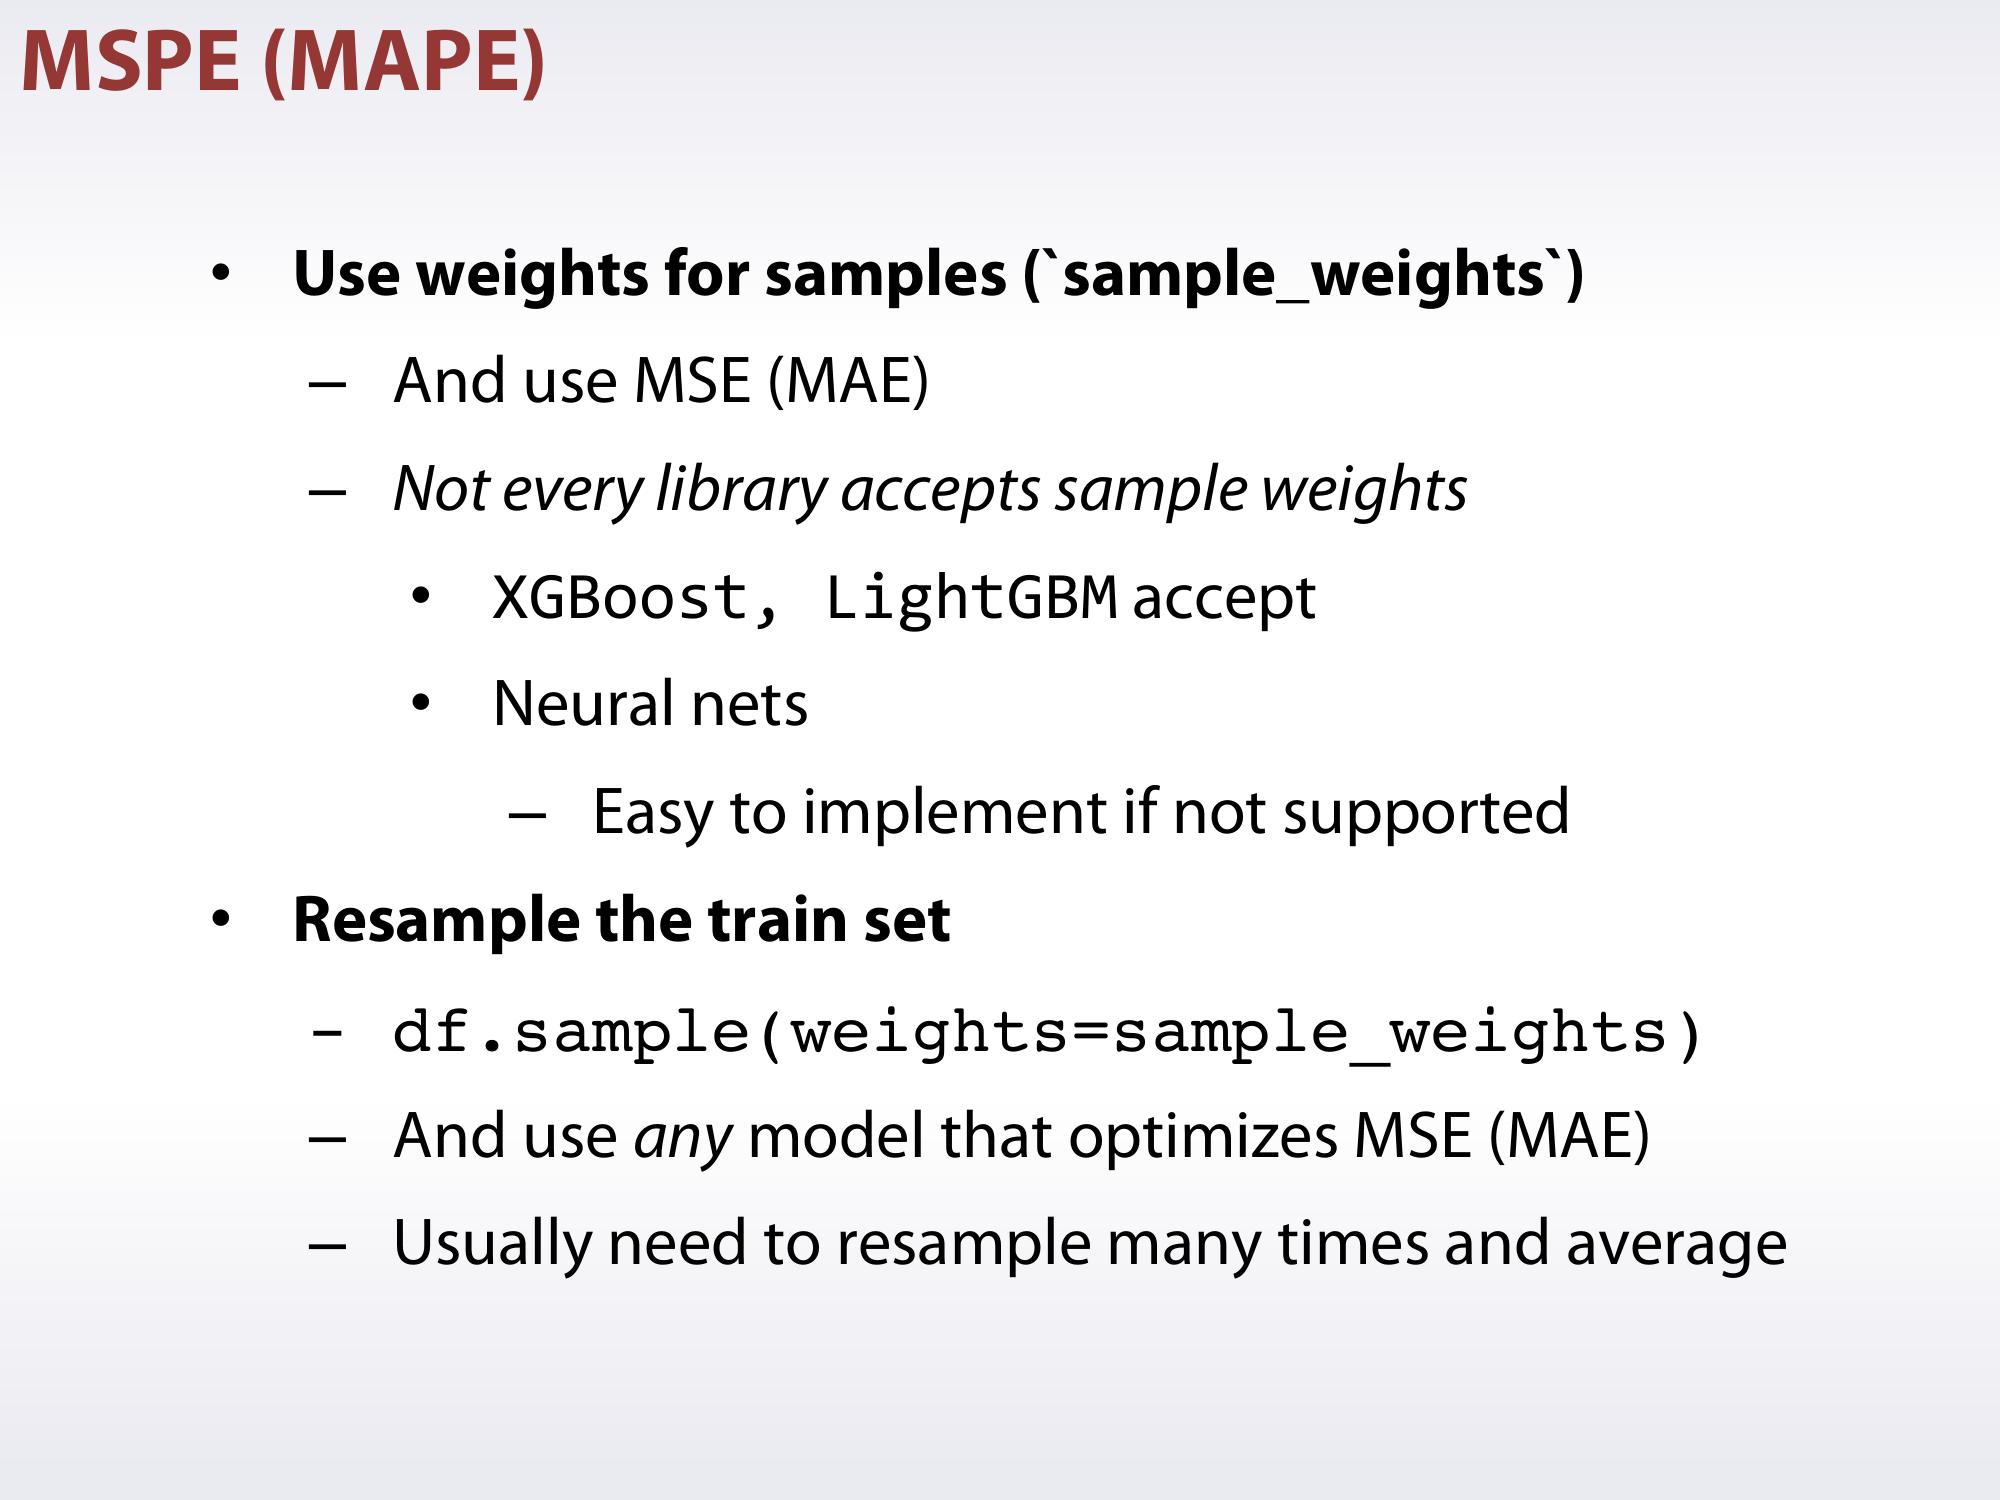 MSPE (MAPE)
• Use weights for samples (`sample_weights`)
– And use MSE (MAE)
– Not every library accepts sample weights
• XGBoost, LightGBM accept
• Neural nets
– Easy to implement if not supported
• Resample the train set
– df.sample(weights=sample_weights)
– And use any model that optimizes MSE (MAE)
– Usually need to resample many times and average